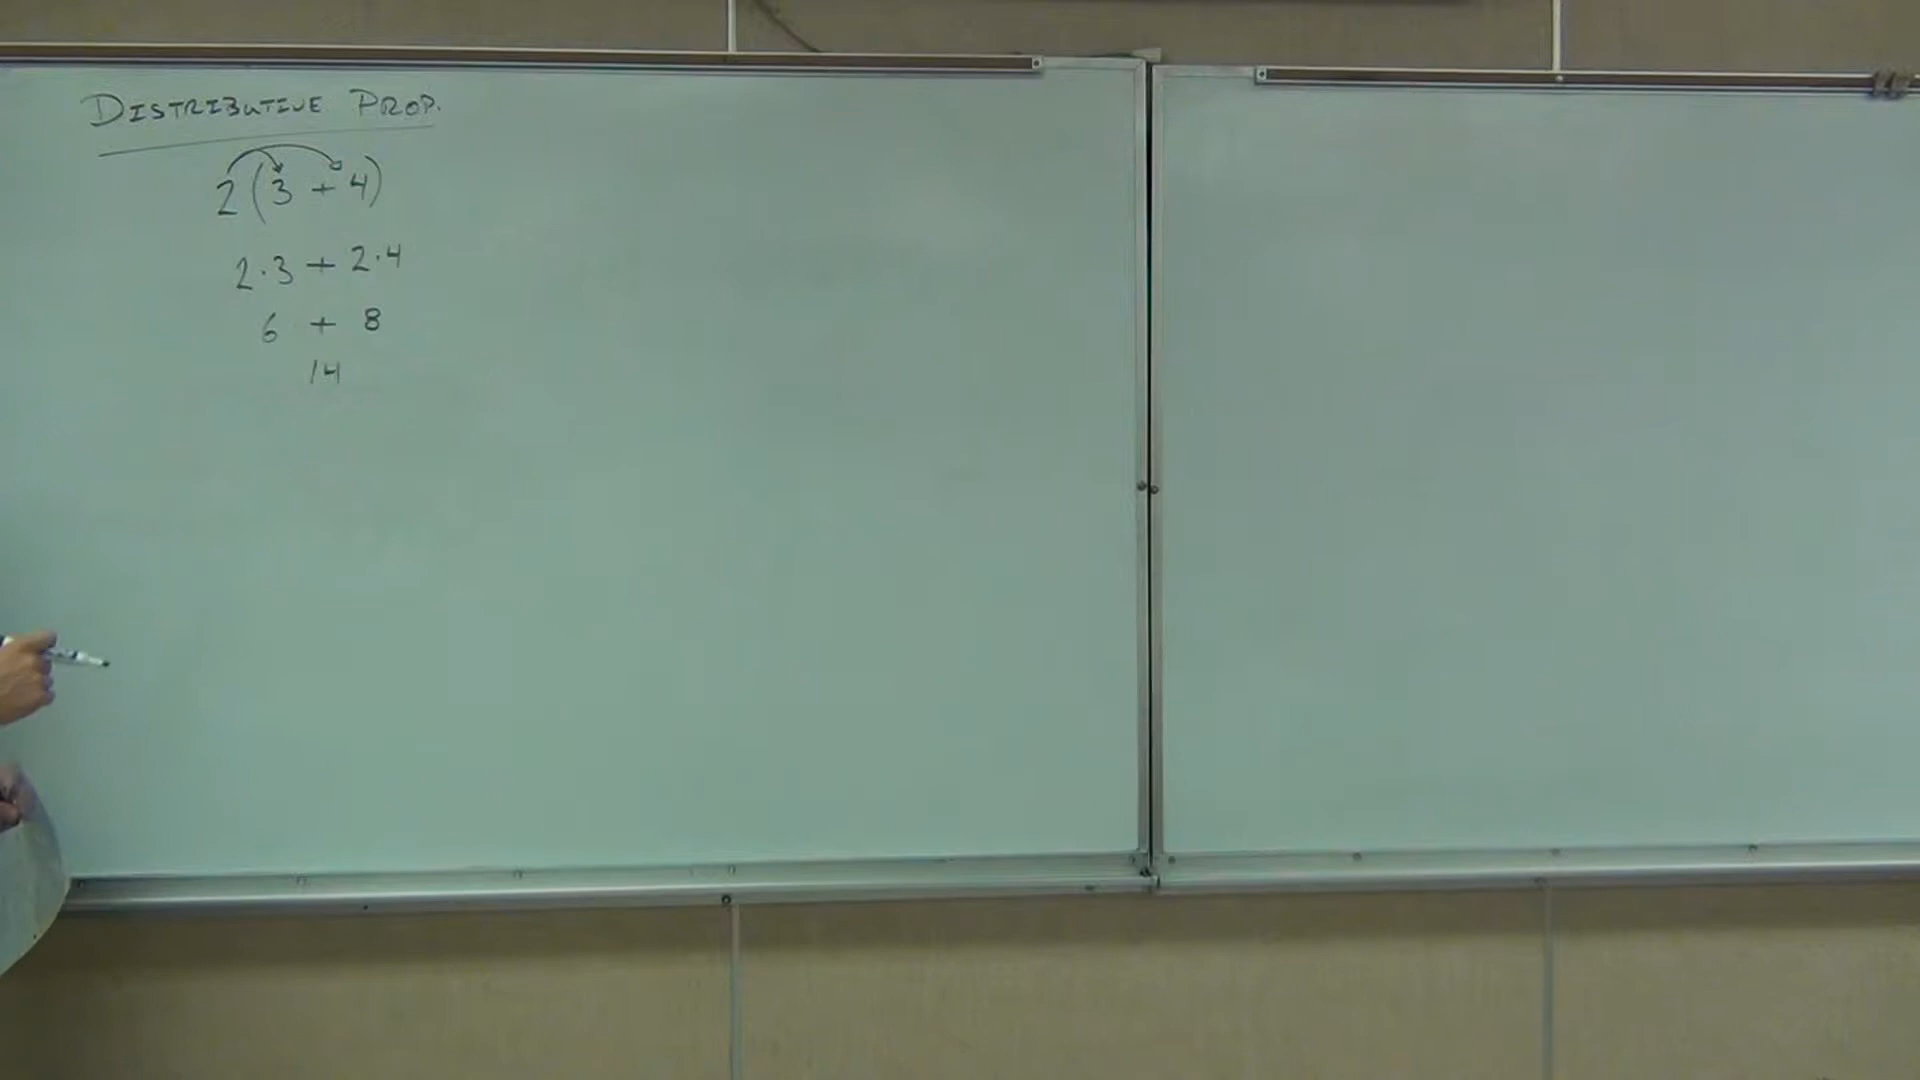 DISTRIBUTIVE PROP.
2(3 + 4)
2·3 + 2·4
6 + 8
14